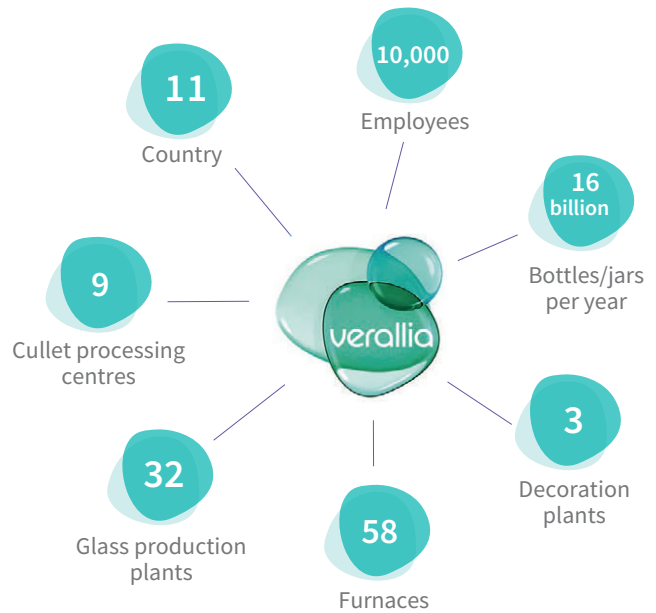 11
Country
10,000
Employees
16
billion
Bottles/jars
per year
9
Cullet processing
centres
verallia
3
Decoration
plants
32
Glass production
plants
58
Furnaces